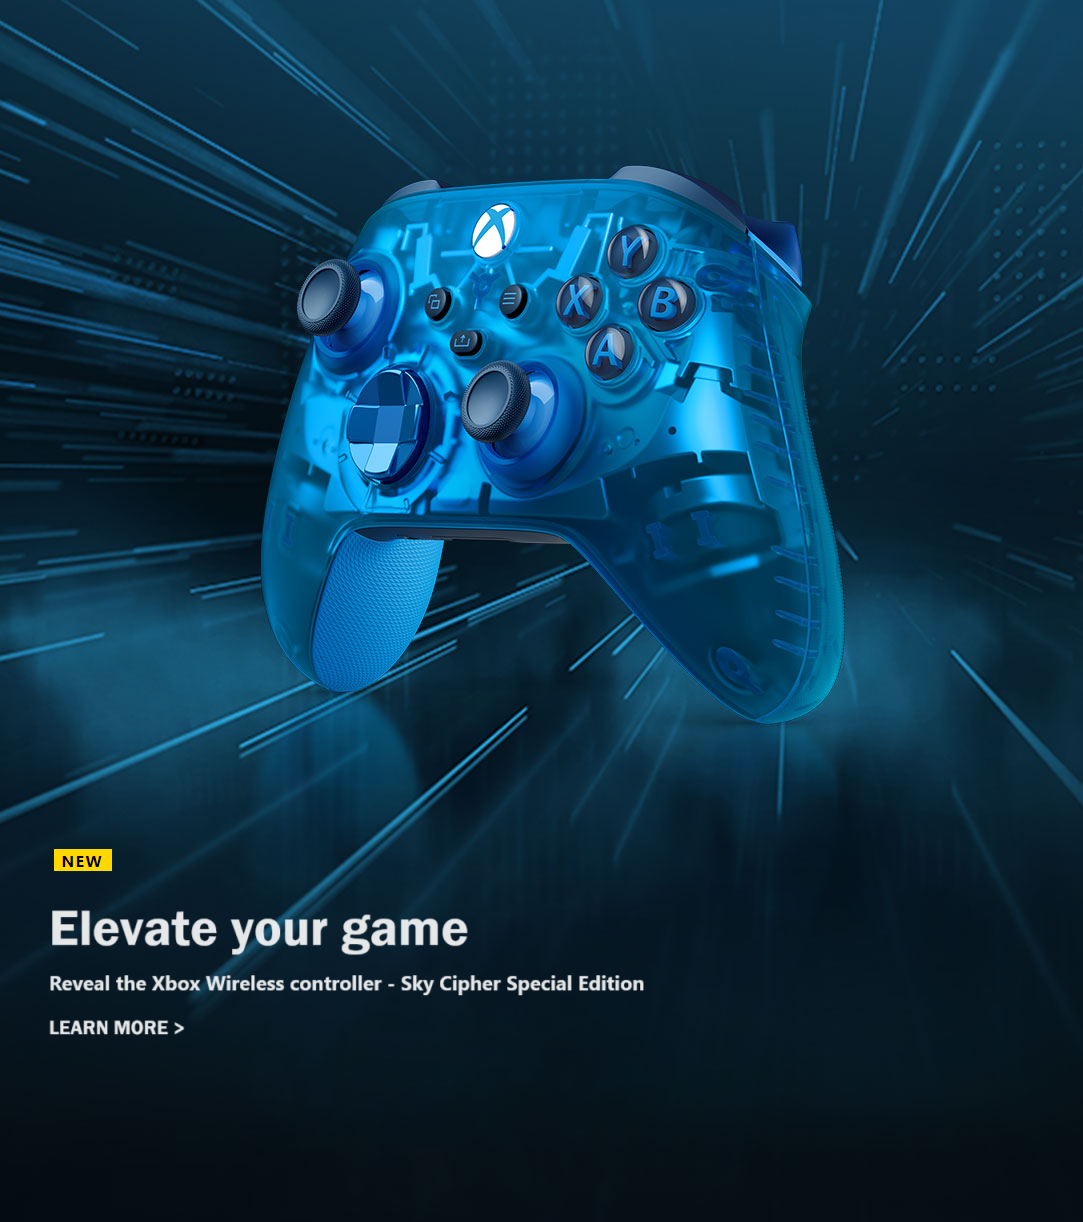 Y
X B
A
NEW
Elevate your game
Reveal the Xbox Wireless controller - Sky Cipher Special Edition
LEARN MORE >